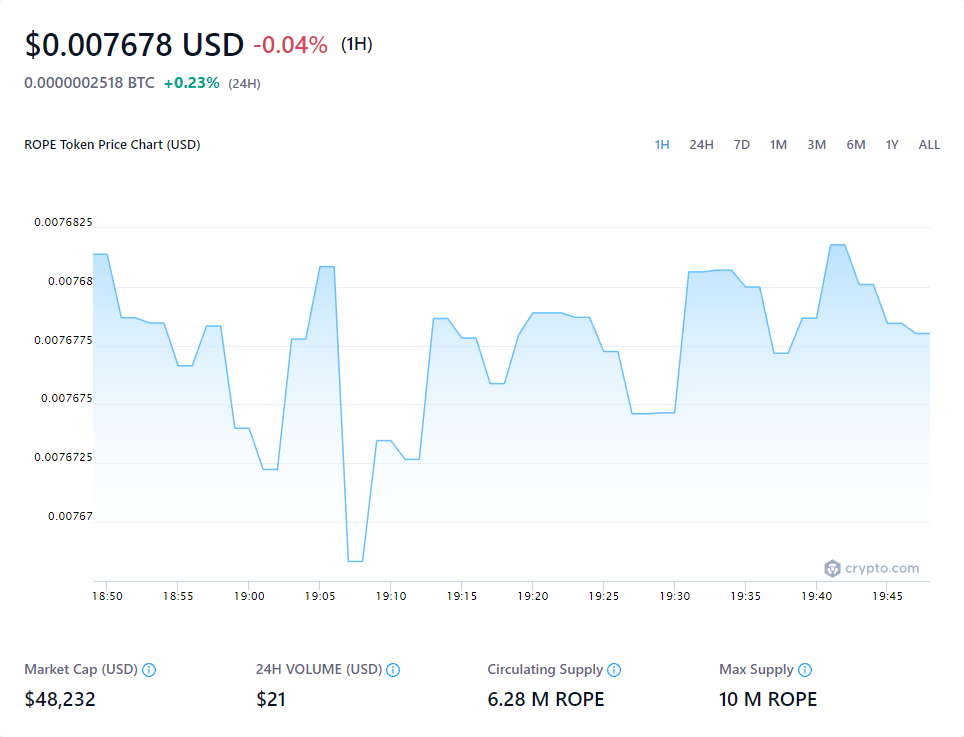 $0.007678 USD -0.04% (1H)
0.0000002518 BTC +0.23% (24H)
ROPE Token Price Chart (USD) 1H 24H 7D 1M 3M 6M 1Y ALL
0.0076825
0.00768
0.0076775
0.007675
0.0076725
0.00767
crypto.com
18:50 18:55 19:00 19:05 19:10 19:15 19:20 19:25 19:30 19:35 19:40 19:45
Market Cap (USD) 24H VOLUME (USD) Circulating Supply Max Supply
$48,232 $21 6.28 M ROPE 10 M ROPE